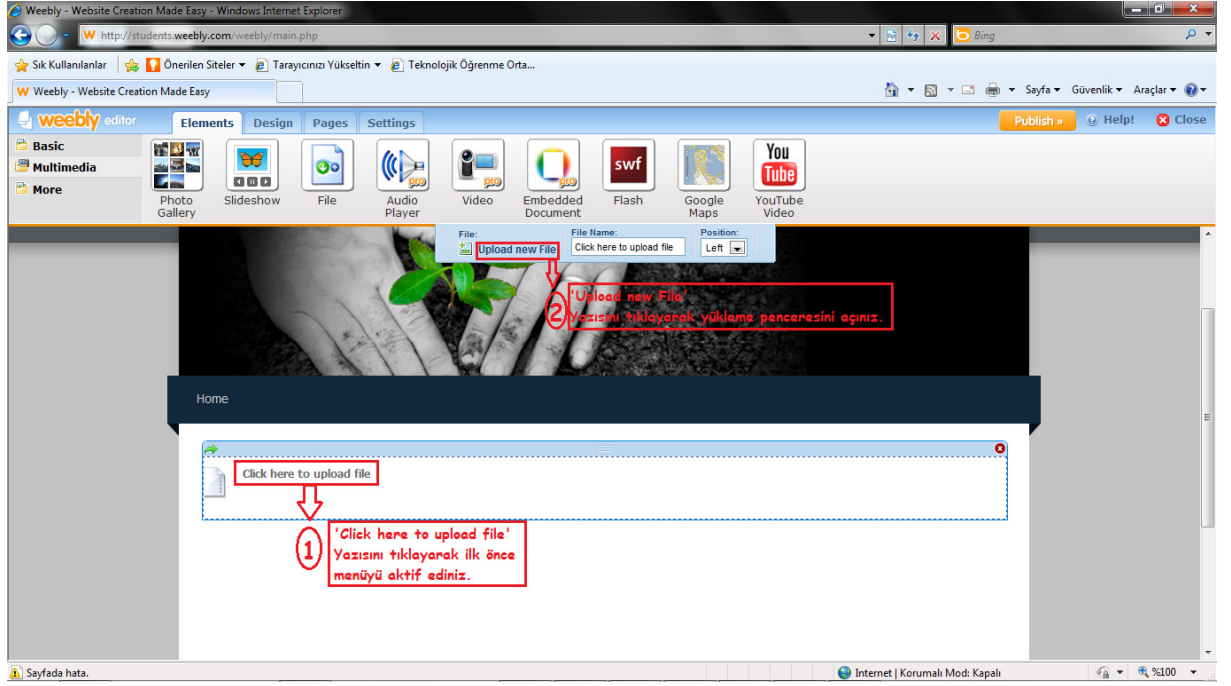 Weebly - Website Creation Made Easy - Windows Internet Explorer
http://students.weebly.com/weebly/main.php
Bing
Sık Kullanılanlar Önerilen Siteler Tarayıcınızı Yükseltin Teknolojik Öğrenme Orta...
Weebly - Website Creation Made Easy
Sayfa Güvenlik Araçlar
weebly editor
Elements Design Pages Settings
Publish » Help! Close
Basic
Multimedia
More
Photo Gallery
Slideshow
File
pro
Audio Player
pro
Video
pro
Embedded Document
swf
Flash
Google Maps
You Tube
YouTube Video
File: File Name: Position:
Upload new File Click here to upload file Left
2
'Upload new File'
Yazısını tıklayarak yükleme penceresini açınız.
Home
Click here to upload file
1
'Click here to upload file'
Yazısını tıklayarak ilk önce
menüyü aktif ediniz.
Sayfada hata.
Internet | Korumalı Mod: Kapalı
%100